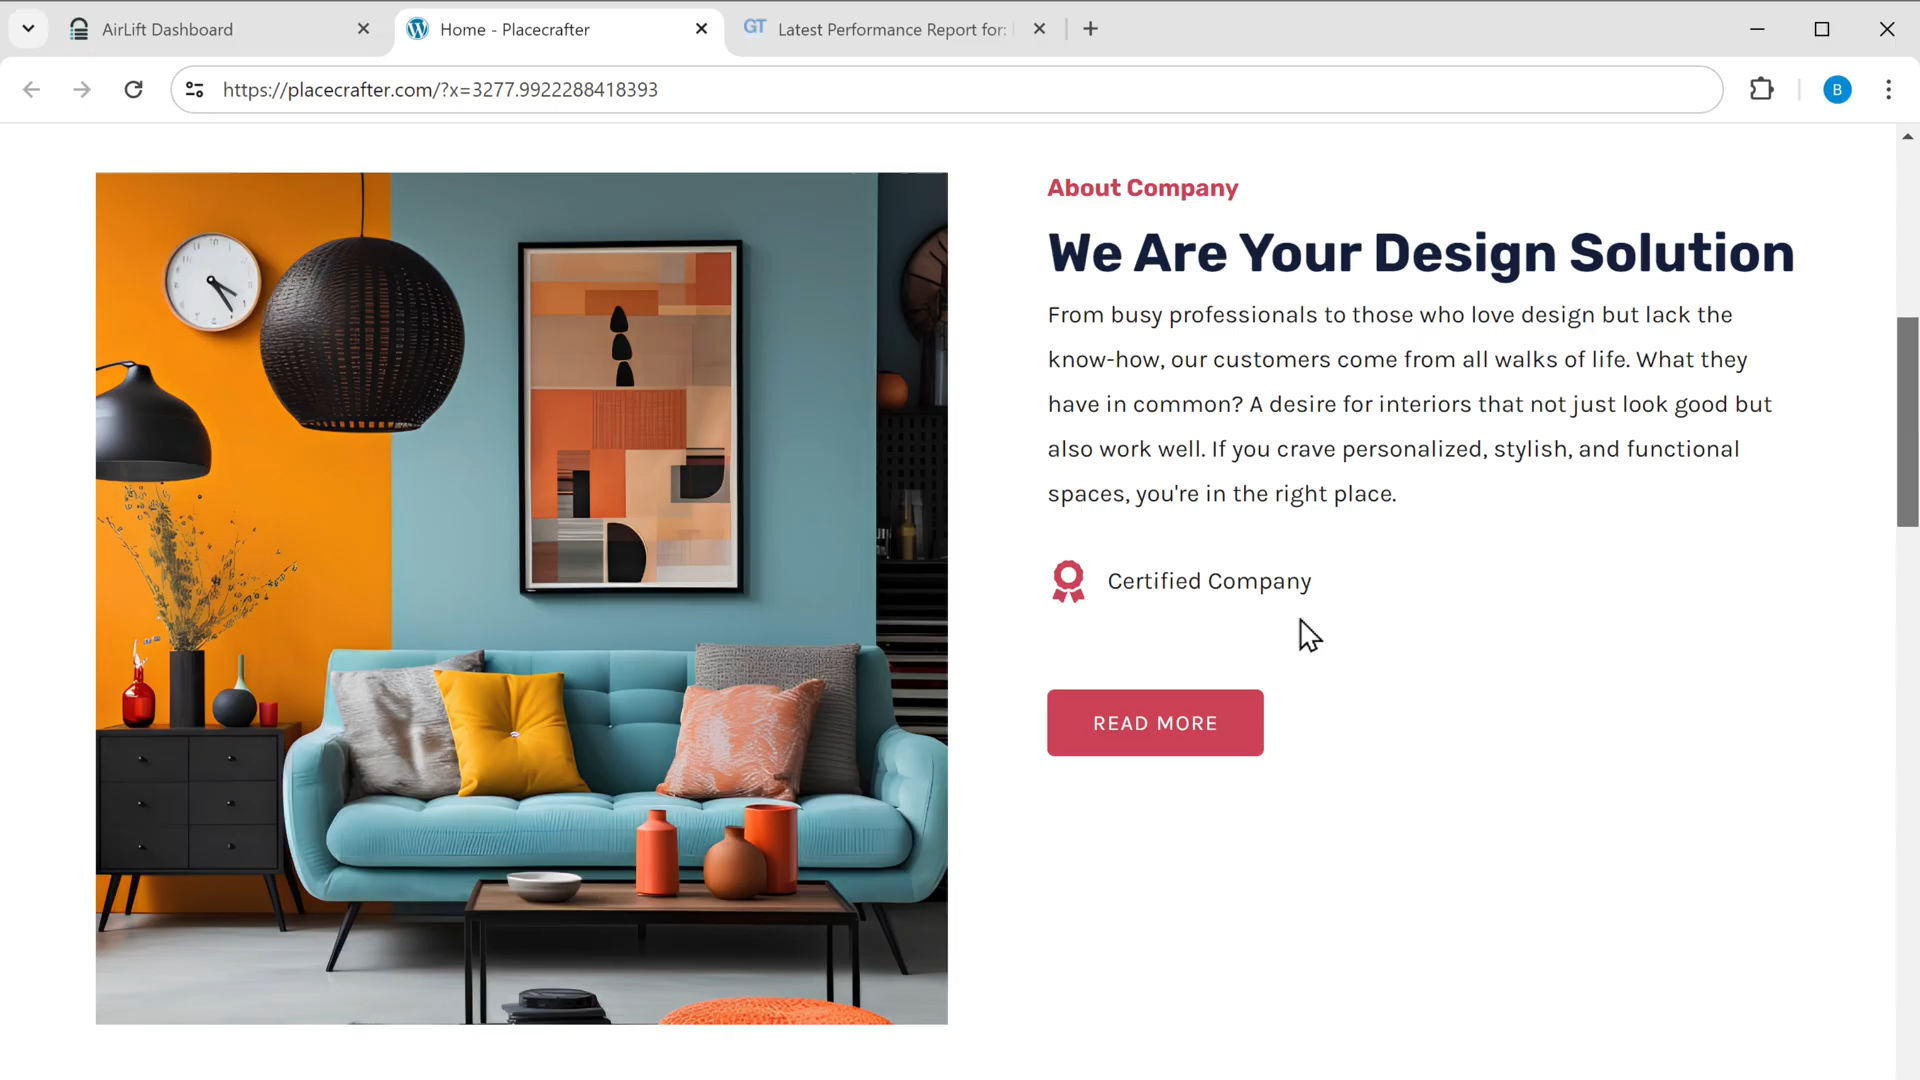 AirLift Dashboard
Home - Placecrafter
GT Latest Performance Report for:
https://placecrafter.com/?x=3277.9922288418393
B
About Company
We Are Your Design Solution
From busy professionals to those who love design but lack the
know-how, our customers come from all walks of life. What they
have in common? A desire for interiors that not just look good but
also work well. If you crave personalized, stylish, and functional
spaces, you're in the right place.
Certified Company
READ MORE